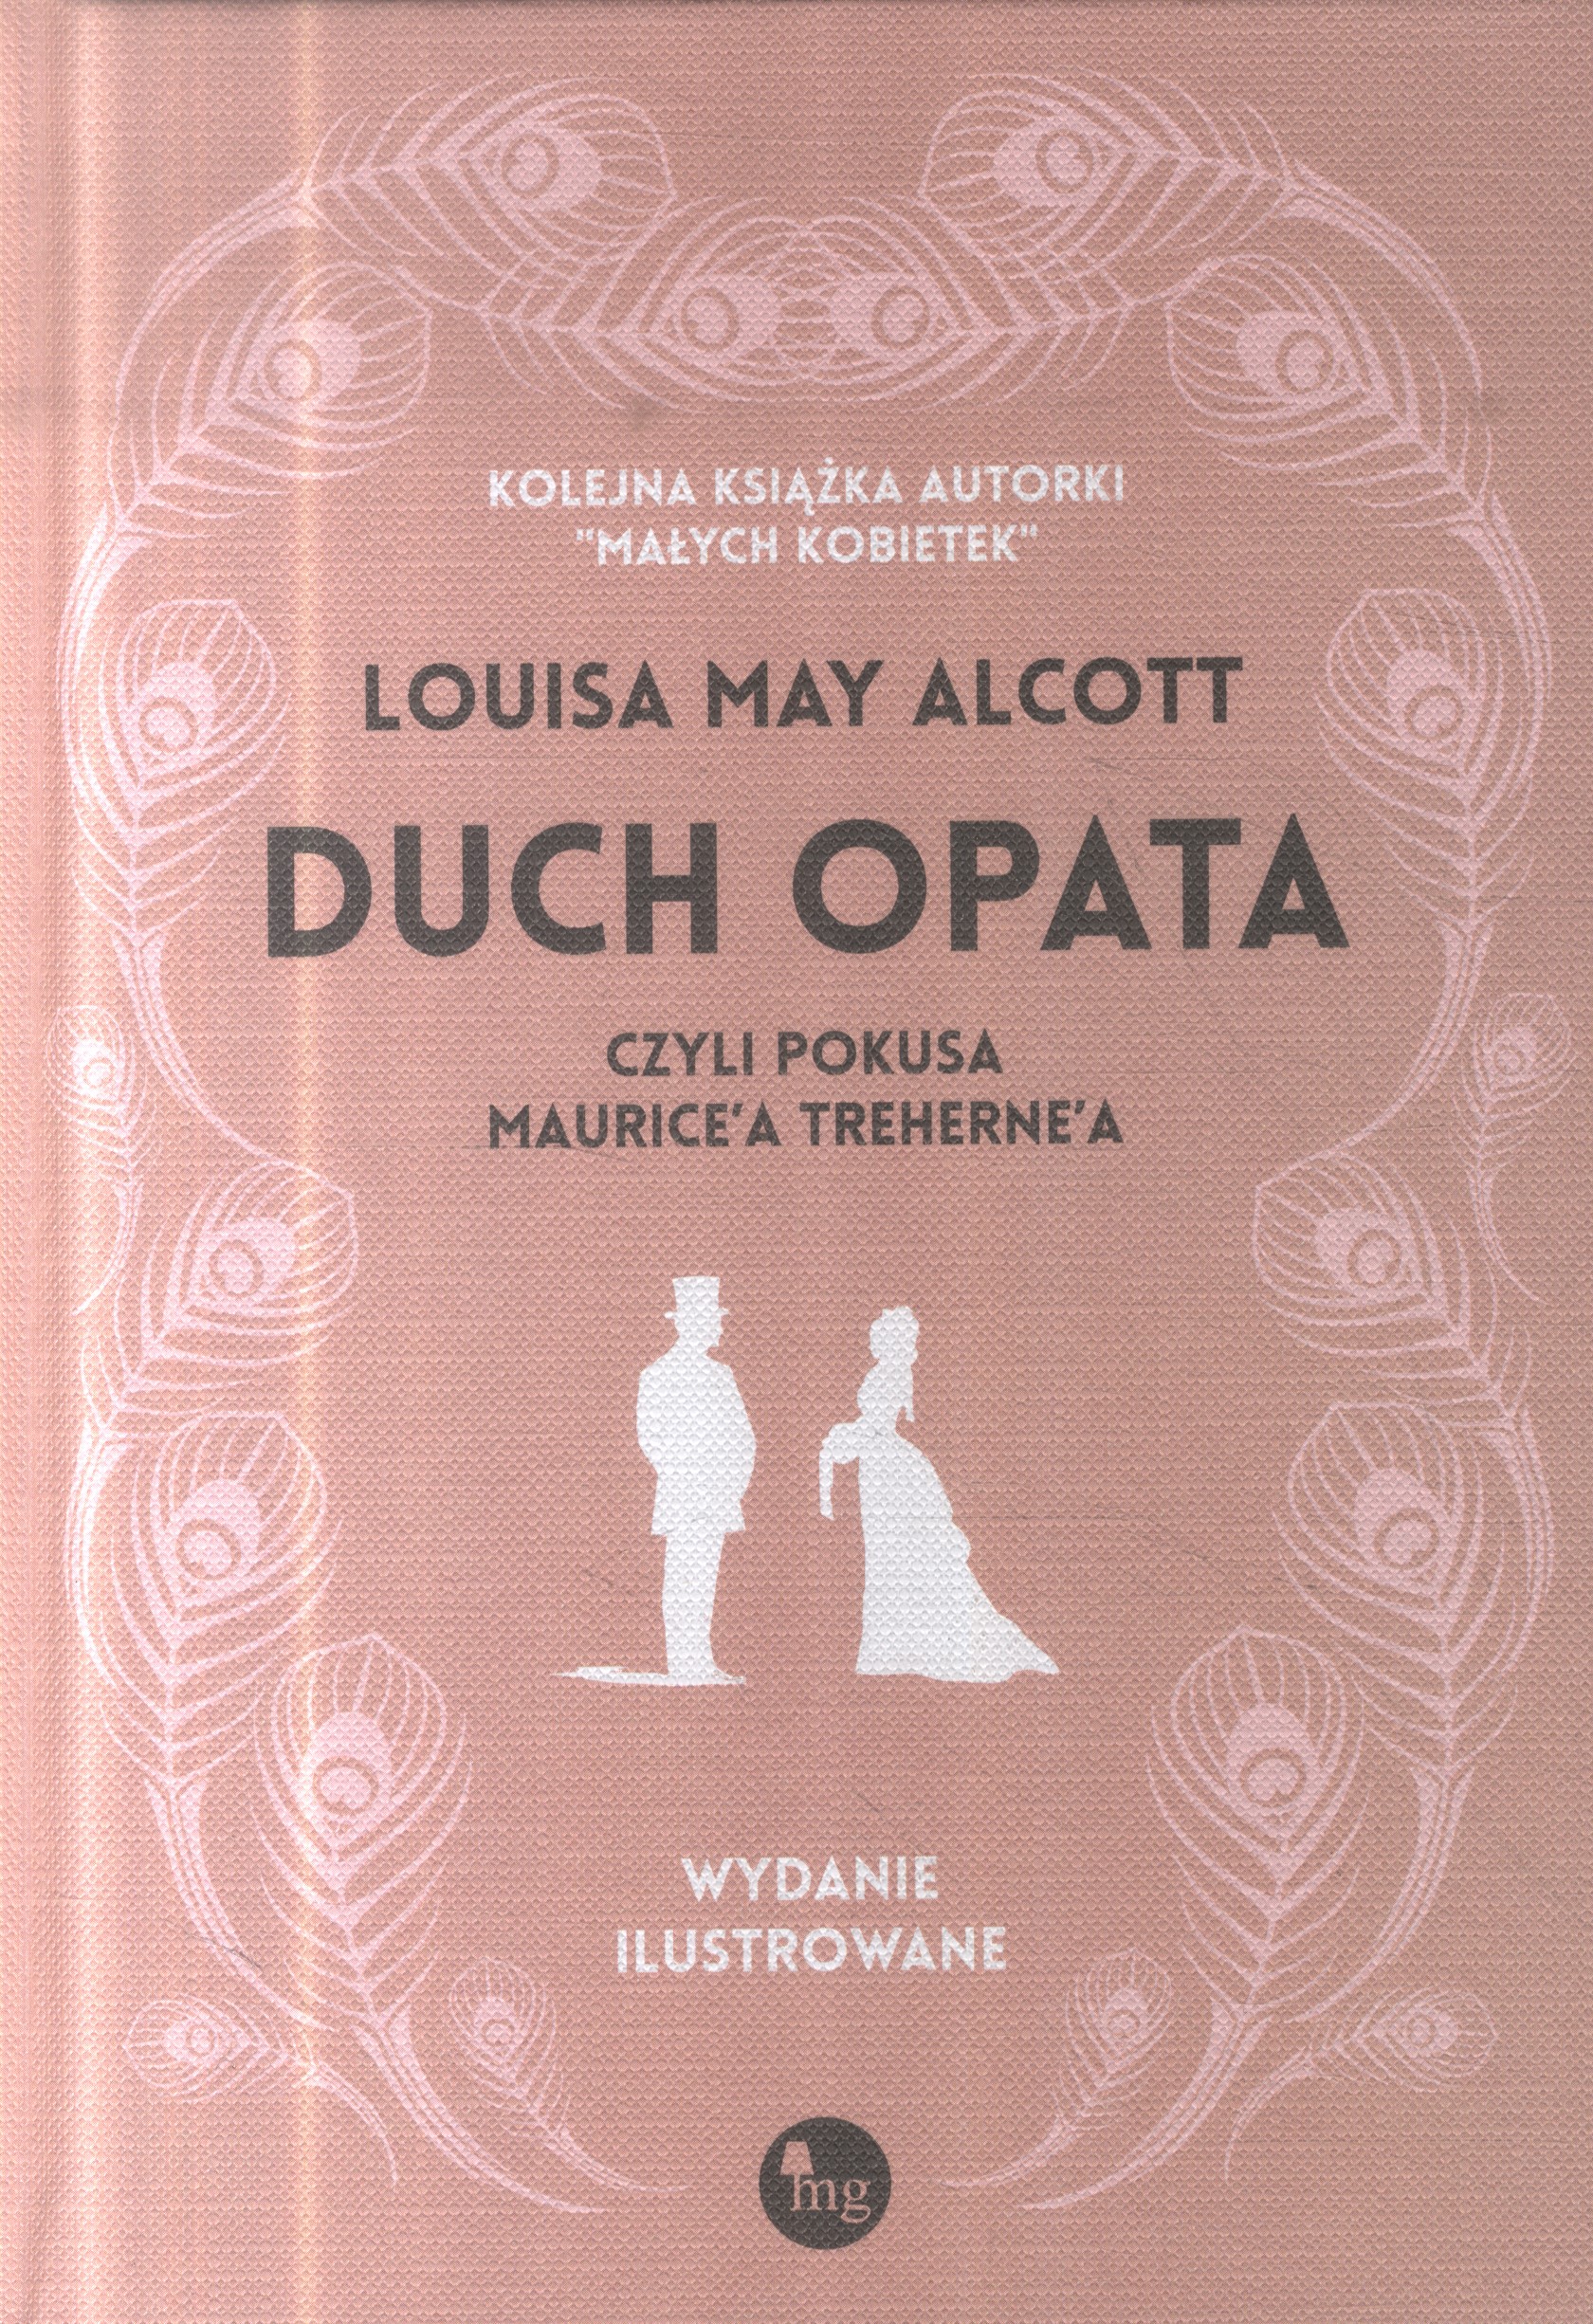 KOLEJNA KSIĄŻKA AUTORKI
"MAŁYCH KOBIETEK"
LOUISA MAY ALCOTT
DUCH OPATA
CZYLI POKUSA
MAURICE'A TREHERNE'A
WYDANIE
ILUSTROWANE
mg